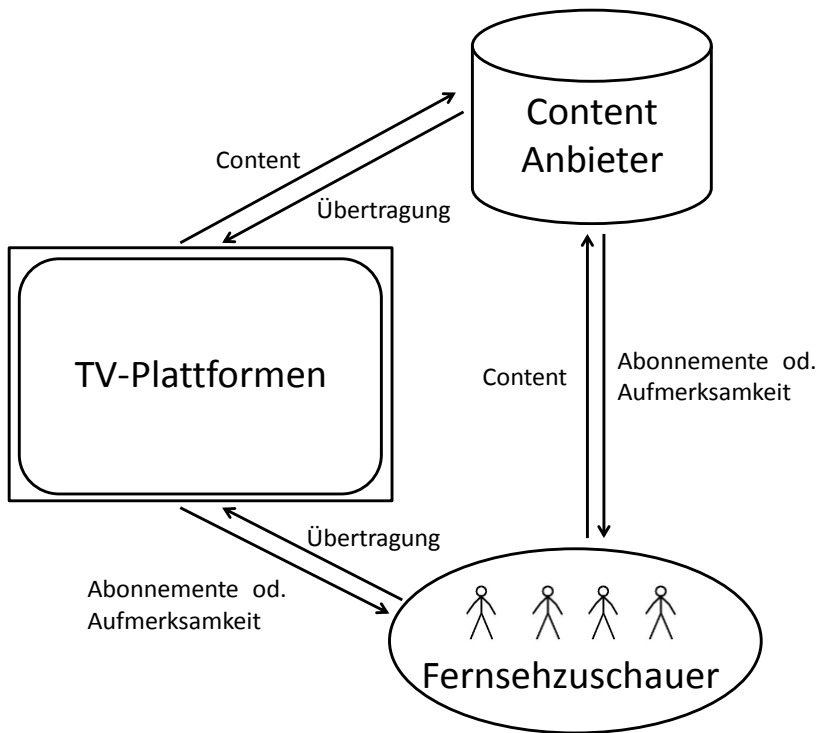 Content
Anbieter
Content
Übertragung
TV-Plattformen
Content
Abonnemente od.
Aufmerksamkeit
Übertragung
Abonnemente od.
Aufmerksamkeit
Fernsehzuschauer